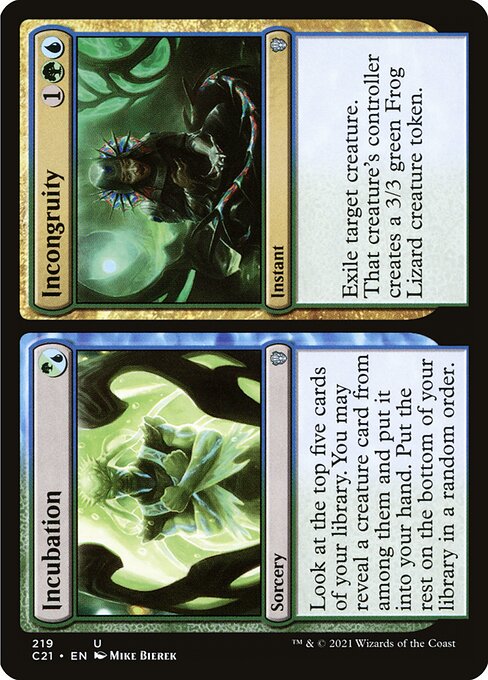 Incubation
Sorcery
Look at the top five cards
of your library. You may
reveal a creature card from
among them and put it
into your hand. Put the
rest on the bottom of your
library in a random order.
Incongruity 1
Instant
Exile target creature.
That creature's controller
creates a 3/3 green Frog
Lizard creature token.
219 U
C21 • EN Mike Bierek
™ & © 2021 Wizards of the Coast